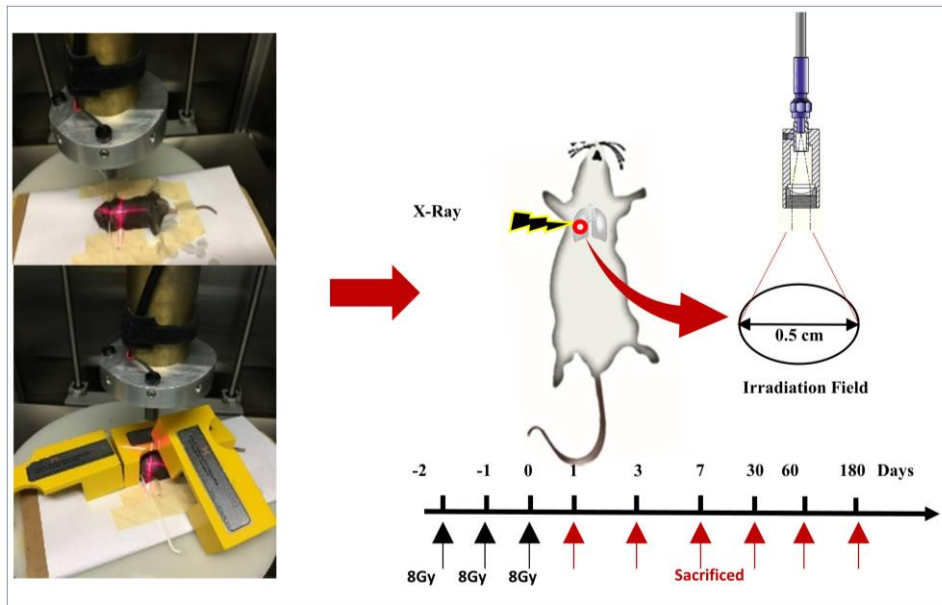 X-Ray
0.5 cm
Irradiation Field
-2 -1 0 1 3 7 30 60 180 Days
8Gy 8Gy 8Gy Sacrificed